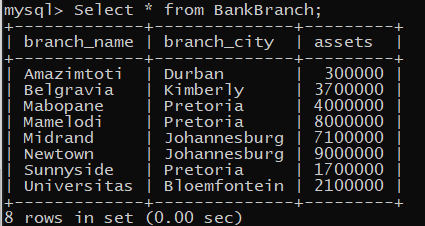 mysql> Select * from BankBranch;
+--------------+--------------+---------+
| branch_name | branch_city | assets |
+--------------+--------------+---------+
| Amazimtoti | Durban | 300000 |
| Belgravia | Kimberly | 3700000 |
| Mabopane | Pretoria | 4000000 |
| Mamelodi | Pretoria | 8000000 |
| Midrand | Johannesburg | 7100000 |
| Newtown | Johannesburg | 9000000 |
| Sunnyside | Pretoria | 1700000 |
| Universitas | Bloemfontein | 2100000 |
+--------------+--------------+---------+
8 rows in set (0.00 sec)